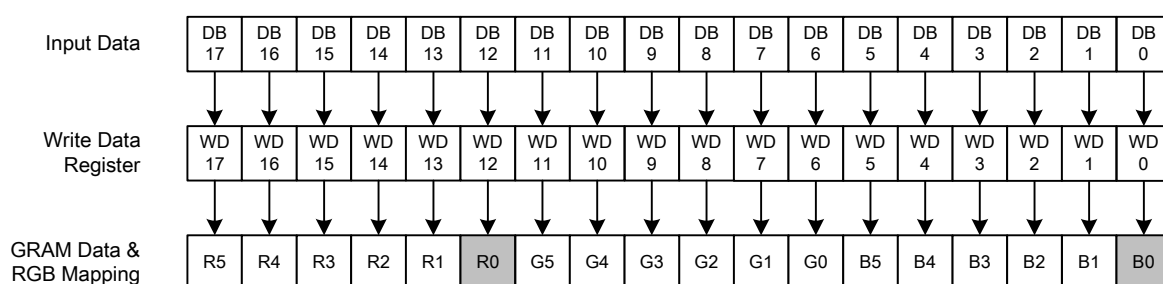 Input Data
DB DB DB DB DB DB DB DB DB DB DB DB DB DB DB DB DB DB
17 16 15 14 13 12 11 10 9 8 7 6 5 4 3 2 1 0
Write Data
Register
WD WD WD WD WD WD WD WD WD WD WD WD WD WD WD WD WD WD
17 16 15 14 13 12 11 10 9 8 7 6 5 4 3 2 1 0
GRAM Data &
RGB Mapping
R5 R4 R3 R2 R1 R0 G5 G4 G3 G2 G1 G0 B5 B4 B3 B2 B1 B0